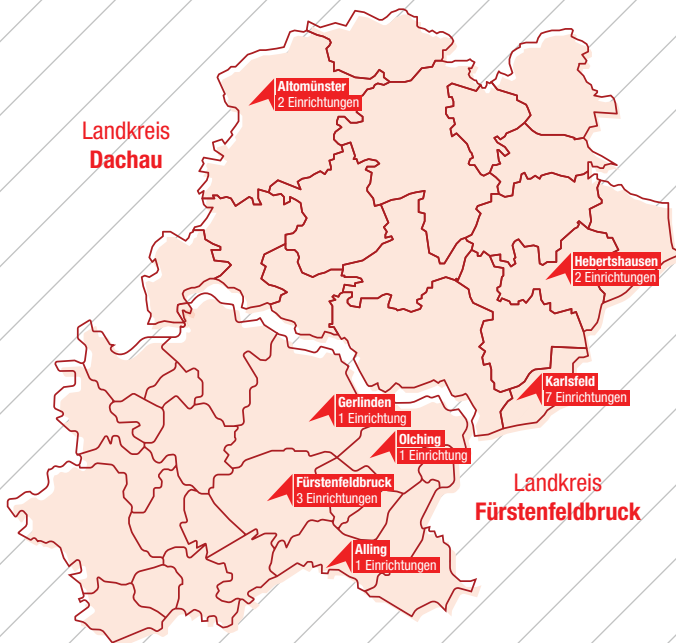 Altomünster
2 Einrichtungen
Landkreis
Dachau
Hebertshausen
2 Einrichtungen
Karlsfeld
7 Einrichtungen
Gerlinden
1 Einrichtung
Olching
1 Einrichtung
Fürstenfeldbruck
3 Einrichtungen
Landkreis
Fürstenfeldbruck
Alling
1 Einrichtungen